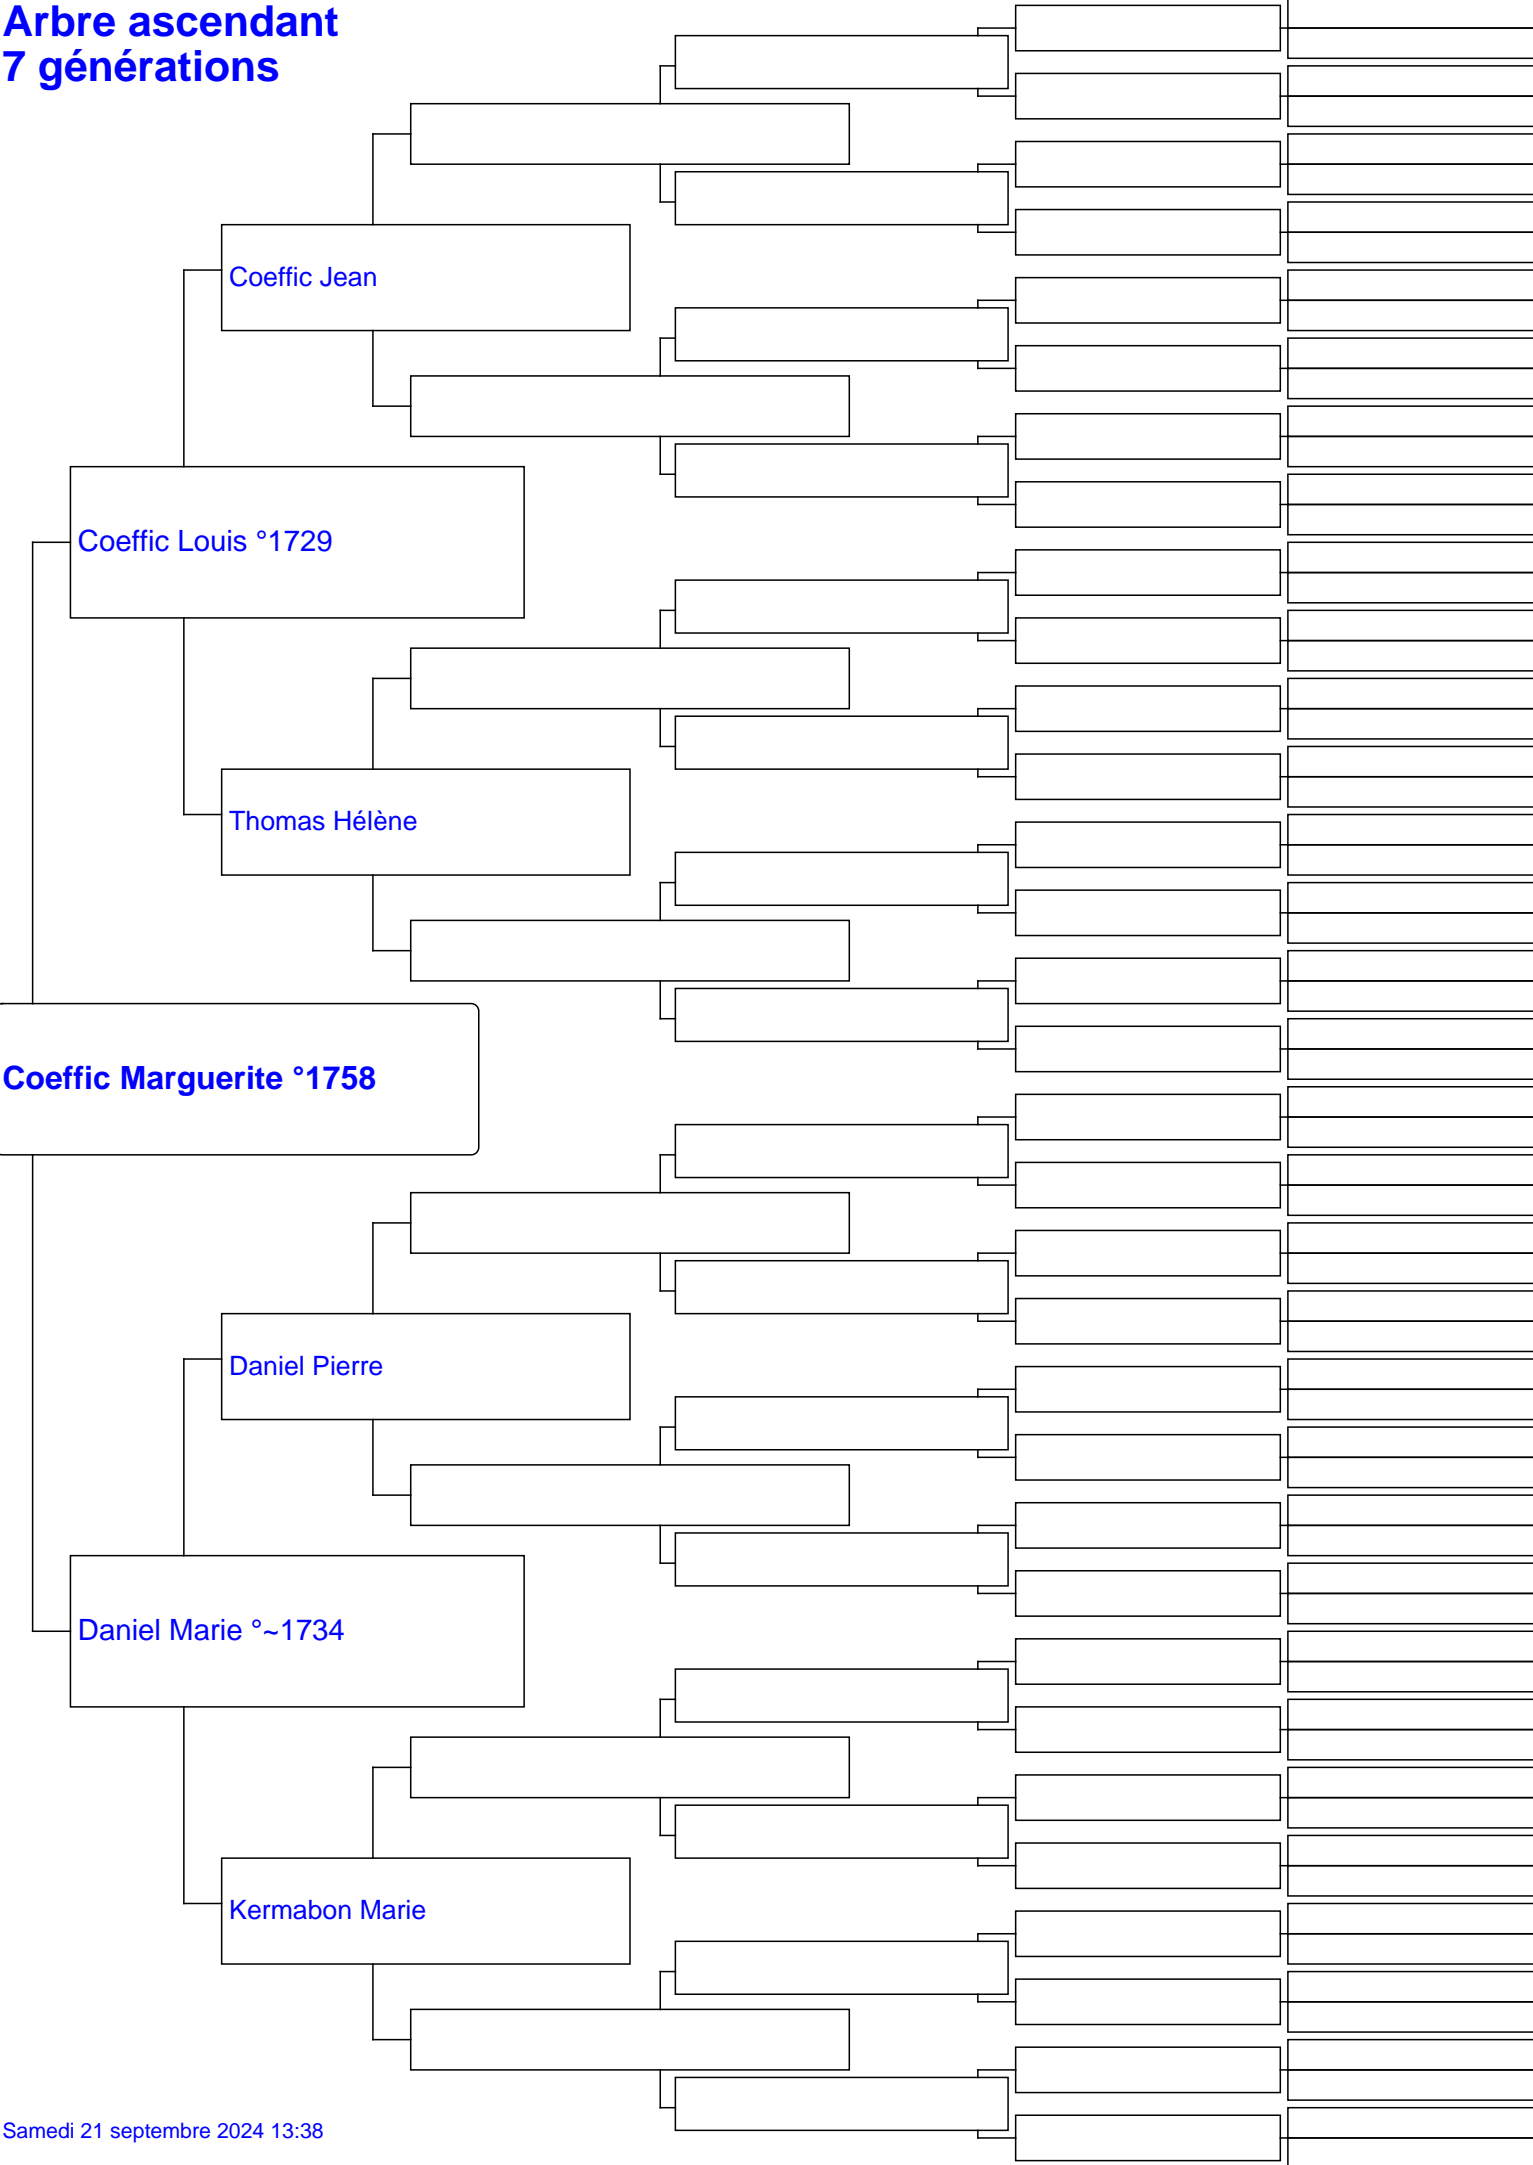 Arbre ascendant
7 générations
Coeffic Jean
Coeffic Louis °1729
Thomas Hélène
Coeffic Marguerite °1758
Daniel Pierre
Daniel Marie °~1734
Kermabon Marie
Samedi 21 septembre 2024 13:38